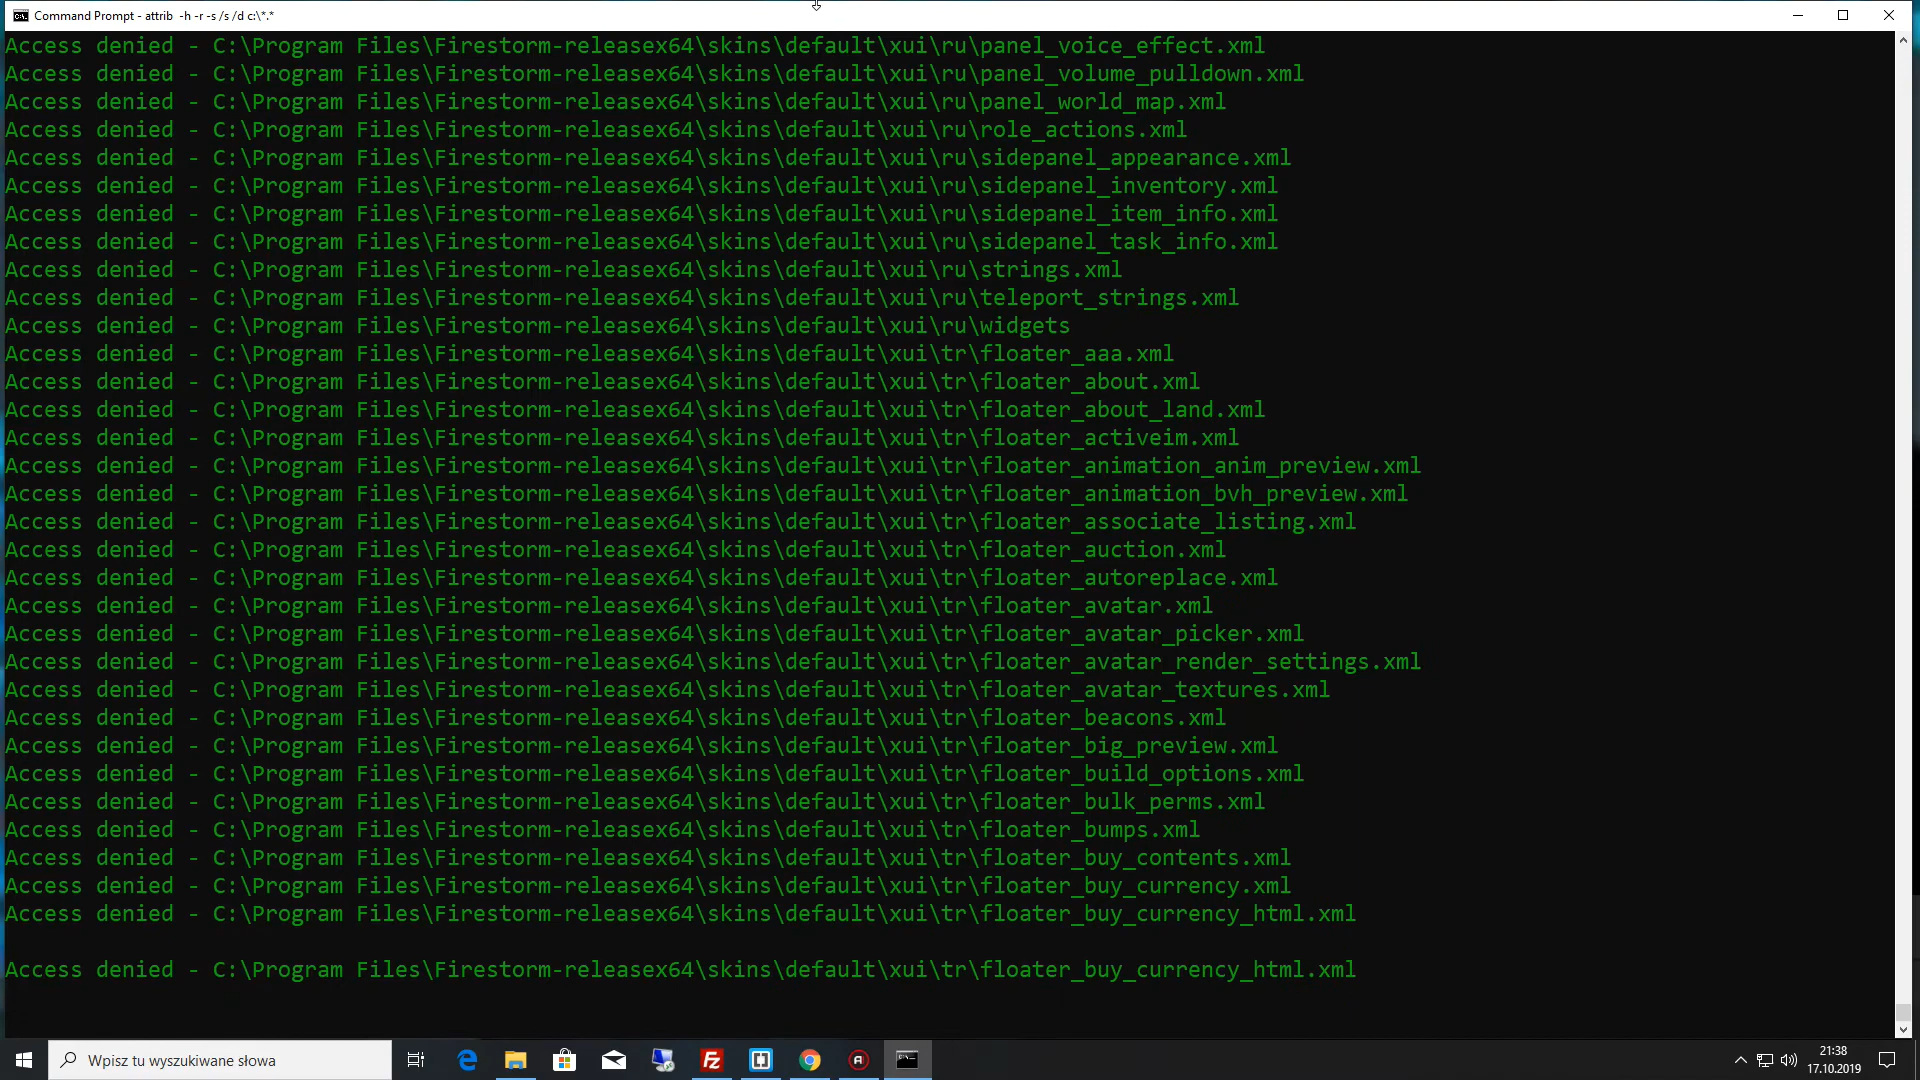 Command Prompt - attrib  -h -r -s /s /d c:\*.*
Access denied - C:\Program Files\Firestorm-releasex64\skins\default\xui\ru\panel_voice_effect.xml
Access denied - C:\Program Files\Firestorm-releasex64\skins\default\xui\ru\panel_volume_pulldown.xml
Access denied - C:\Program Files\Firestorm-releasex64\skins\default\xui\ru\panel_world_map.xml
Access denied - C:\Program Files\Firestorm-releasex64\skins\default\xui\ru\role_actions.xml
Access denied - C:\Program Files\Firestorm-releasex64\skins\default\xui\ru\sidepanel_appearance.xml
Access denied - C:\Program Files\Firestorm-releasex64\skins\default\xui\ru\sidepanel_inventory.xml
Access denied - C:\Program Files\Firestorm-releasex64\skins\default\xui\ru\sidepanel_item_info.xml
Access denied - C:\Program Files\Firestorm-releasex64\skins\default\xui\ru\sidepanel_task_info.xml
Access denied - C:\Program Files\Firestorm-releasex64\skins\default\xui\ru\strings.xml
Access denied - C:\Program Files\Firestorm-releasex64\skins\default\xui\ru\teleport_strings.xml
Access denied - C:\Program Files\Firestorm-releasex64\skins\default\xui\ru\widgets
Access denied - C:\Program Files\Firestorm-releasex64\skins\default\xui\tr\floater_aaa.xml
Access denied - C:\Program Files\Firestorm-releasex64\skins\default\xui\tr\floater_about.xml
Access denied - C:\Program Files\Firestorm-releasex64\skins\default\xui\tr\floater_about_land.xml
Access denied - C:\Program Files\Firestorm-releasex64\skins\default\xui\tr\floater_activeim.xml
Access denied - C:\Program Files\Firestorm-releasex64\skins\default\xui\tr\floater_animation_anim_preview.xml
Access denied - C:\Program Files\Firestorm-releasex64\skins\default\xui\tr\floater_animation_bvh_preview.xml
Access denied - C:\Program Files\Firestorm-releasex64\skins\default\xui\tr\floater_associate_listing.xml
Access denied - C:\Program Files\Firestorm-releasex64\skins\default\xui\tr\floater_auction.xml
Access denied - C:\Program Files\Firestorm-releasex64\skins\default\xui\tr\floater_autoreplace.xml
Access denied - C:\Program Files\Firestorm-releasex64\skins\default\xui\tr\floater_avatar.xml
Access denied - C:\Program Files\Firestorm-releasex64\skins\default\xui\tr\floater_avatar_picker.xml
Access denied - C:\Program Files\Firestorm-releasex64\skins\default\xui\tr\floater_avatar_render_settings.xml
Access denied - C:\Program Files\Firestorm-releasex64\skins\default\xui\tr\floater_avatar_textures.xml
Access denied - C:\Program Files\Firestorm-releasex64\skins\default\xui\tr\floater_beacons.xml
Access denied - C:\Program Files\Firestorm-releasex64\skins\default\xui\tr\floater_big_preview.xml
Access denied - C:\Program Files\Firestorm-releasex64\skins\default\xui\tr\floater_build_options.xml
Access denied - C:\Program Files\Firestorm-releasex64\skins\default\xui\tr\floater_bulk_perms.xml
Access denied - C:\Program Files\Firestorm-releasex64\skins\default\xui\tr\floater_bumps.xml
Access denied - C:\Program Files\Firestorm-releasex64\skins\default\xui\tr\floater_buy_contents.xml
Access denied - C:\Program Files\Firestorm-releasex64\skins\default\xui\tr\floater_buy_currency.xml
Access denied - C:\Program Files\Firestorm-releasex64\skins\default\xui\tr\floater_buy_currency_html.xml
Access denied - C:\Program Files\Firestorm-releasex64\skins\default\xui\tr\floater_buy_currency_html.xml
Wpisz tu wyszukiwane słowa
21:38
17.10.2019